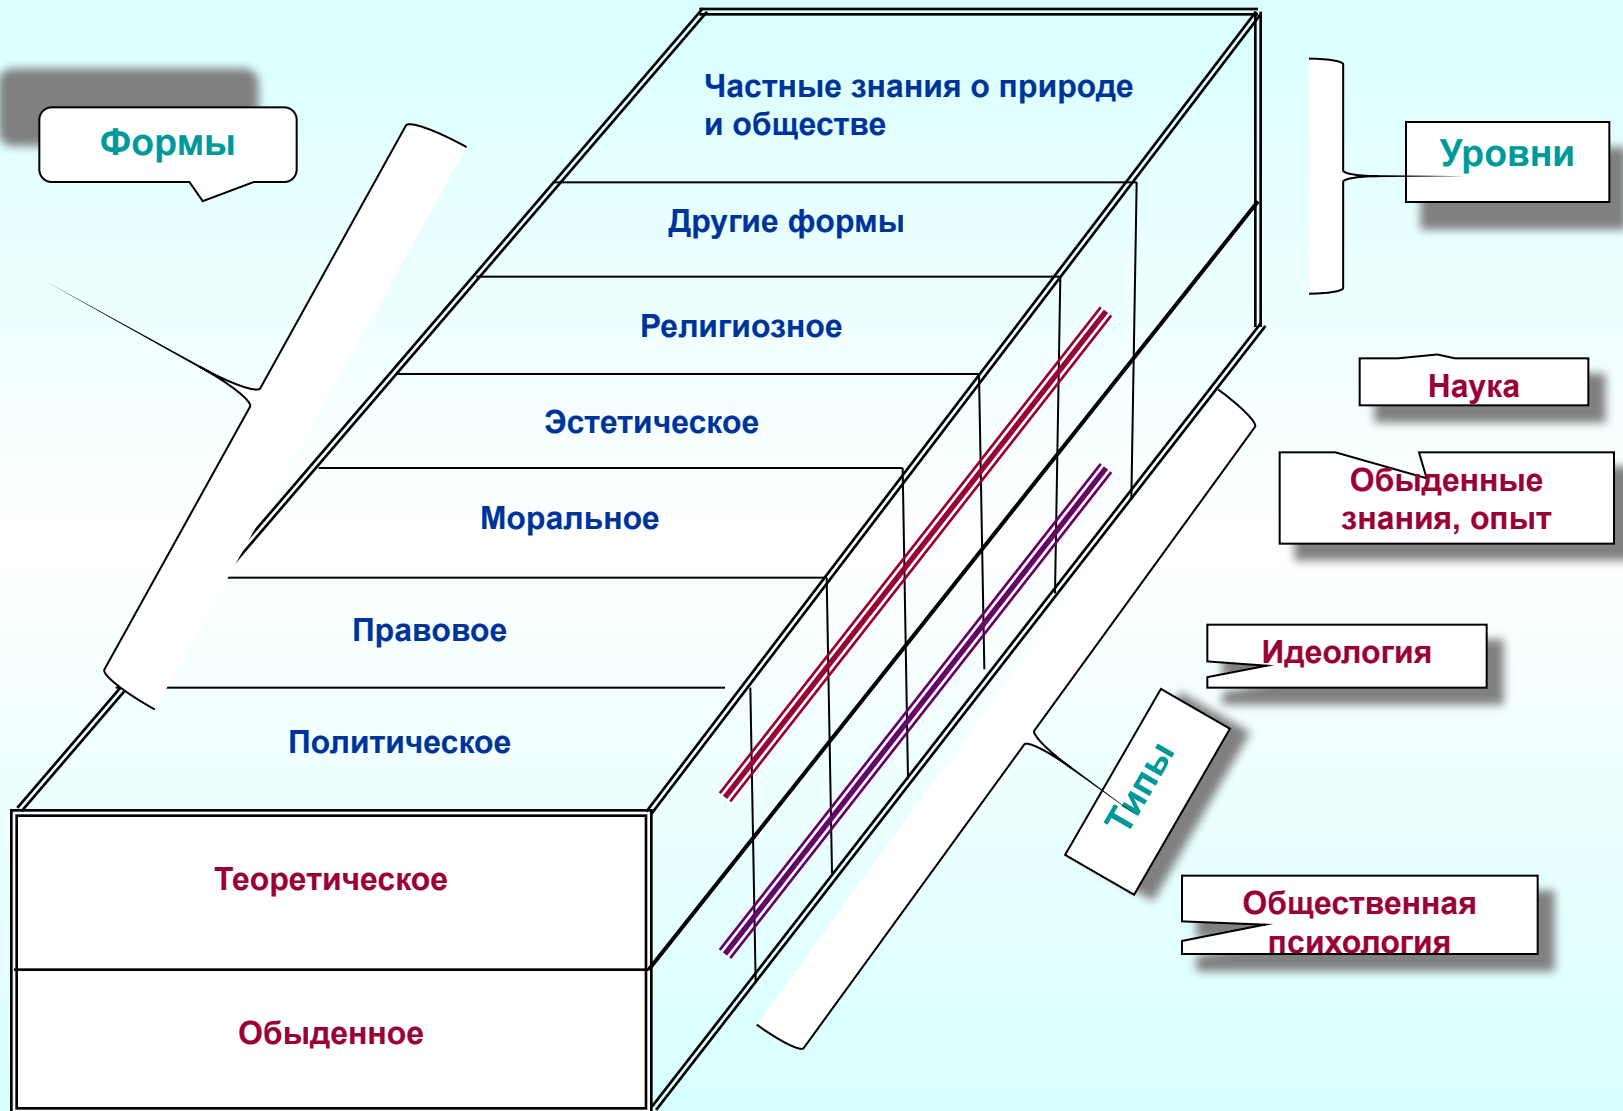 Формы
Частные знания о природе
и обществе
Уровни
Другие формы
Религиозное
Наука
Эстетическое
Обыденные
знания, опыт
Моральное
Правовое
Идеология
Политическое
Типы
Теоретическое
Общественная
психология
Обыденное